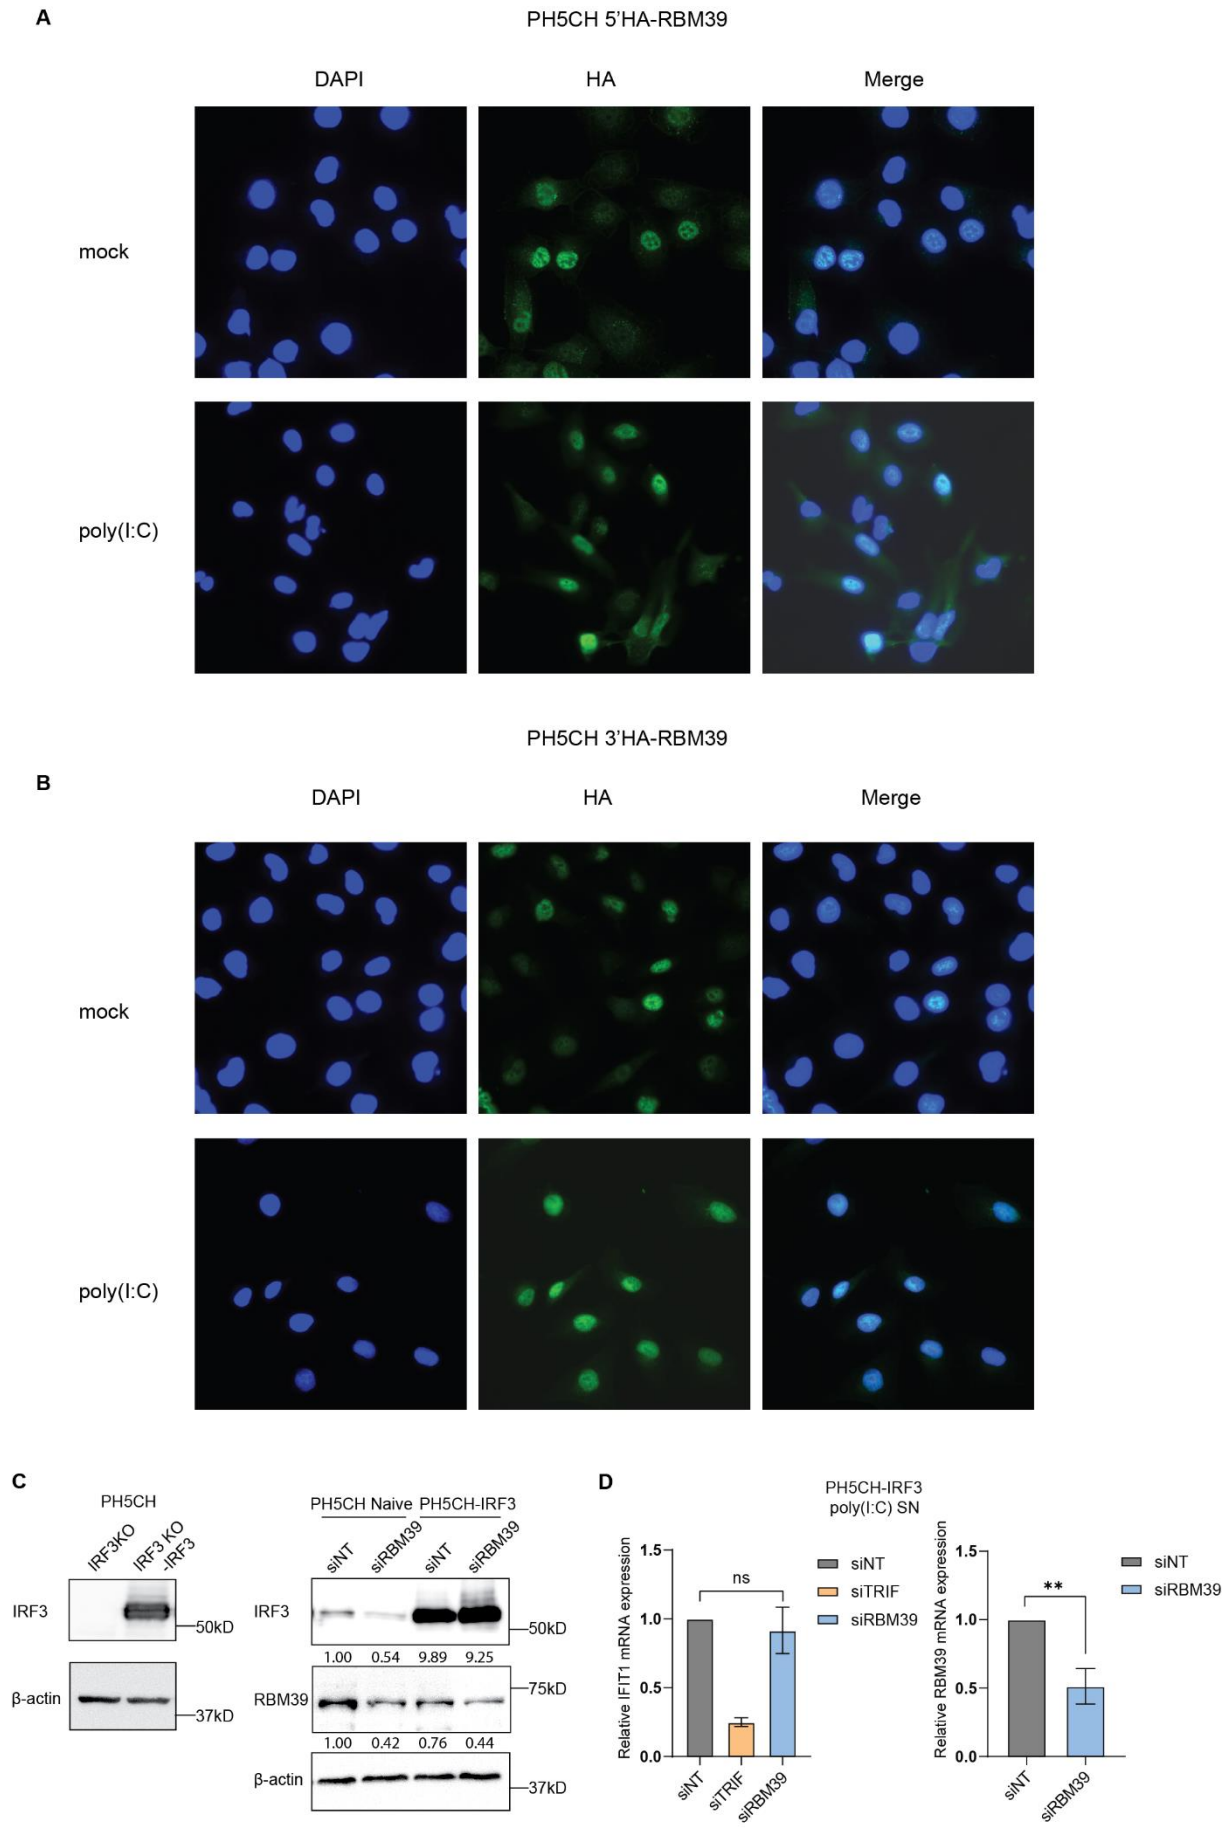 A
PH5CH 5’HA-RBM39
DAPI
HA
Merge
mock
poly(I:C)
PH5CH 3’HA-RBM39
B
DAPI
HA
Merge
mock
poly(I:C)
C
PH5CH
IRF3KO
IRF3 KO
-IRF3
IRF3
50kD
β-actin
37kD
PH5CH Naive PH5CH-IRF3
siNT siRBM39 siNT siRBM39
IRF3
50kD
1.00 0.54 9.89 9.25
RBM39
75kD
1.00 0.42 0.76 0.44
β-actin
37kD
D
PH5CH-IRF3
poly(I:C) SN
Relative IFIT1 mRNA expression
1.5
1.0
0.5
0.0
ns
siNT
siTRIF
siRBM39
siNT
siTRIF
siRBM39
Relative RBM39 mRNA expression
1.5
1.0
0.5
0.0
**
siNT
siRBM39
siNT
siRBM39